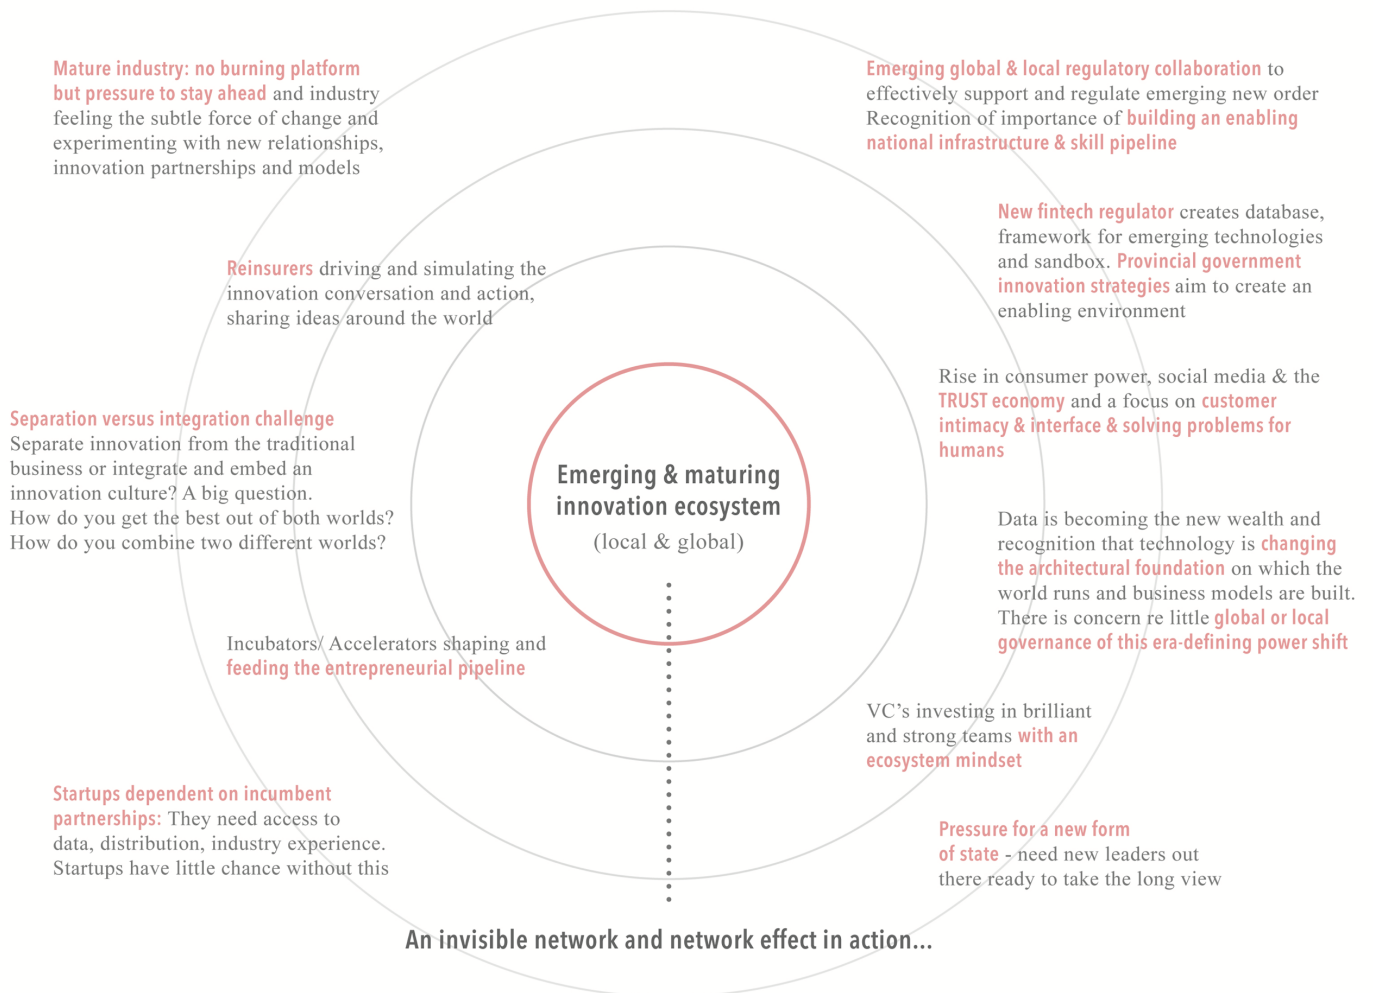 Mature industry: no burning platform
but pressure to stay ahead and industry
feeling the subtle force of change and
experimenting with new relationships,
innovation partnerships and models
Reinsurers driving and simulating the
innovation conversation and action,
sharing ideas around the world
Separation versus integration challenge
Separate innovation from the traditional
business or integrate and embed an
innovation culture? A big question.
How do you get the best out of both worlds?
How do you combine two different worlds?
Incubators/ Accelerators shaping and
feeding the entrepreneurial pipeline
Startups dependent on incumbent
partnerships: They need access to
data, distribution, industry experience.
Startups have little chance without this
Emerging & maturing
innovation ecosystem
(local & global)
Emerging global & local regulatory collaboration to
effectively support and regulate emerging new order
Recognition of importance of building an enabling
national infrastructure & skill pipeline
New fintech regulator creates database,
framework for emerging technologies
and sandbox. Provincial government
innovation strategies aim to create an
enabling environment
Rise in consumer power, social media & the
TRUST economy and a focus on customer
intimacy & interface & solving problems for
humans
Data is becoming the new wealth and
recognition that technology is changing
the architectural foundation on which the
world runs and business models are built.
There is concern re little global or local
governance of this era-defining power shift
VC's investing in brilliant
and strong teams with an
ecosystem mindset
Pressure for a new form
of state - need new leaders out
there ready to take the long view
An invisible network and network effect in action...